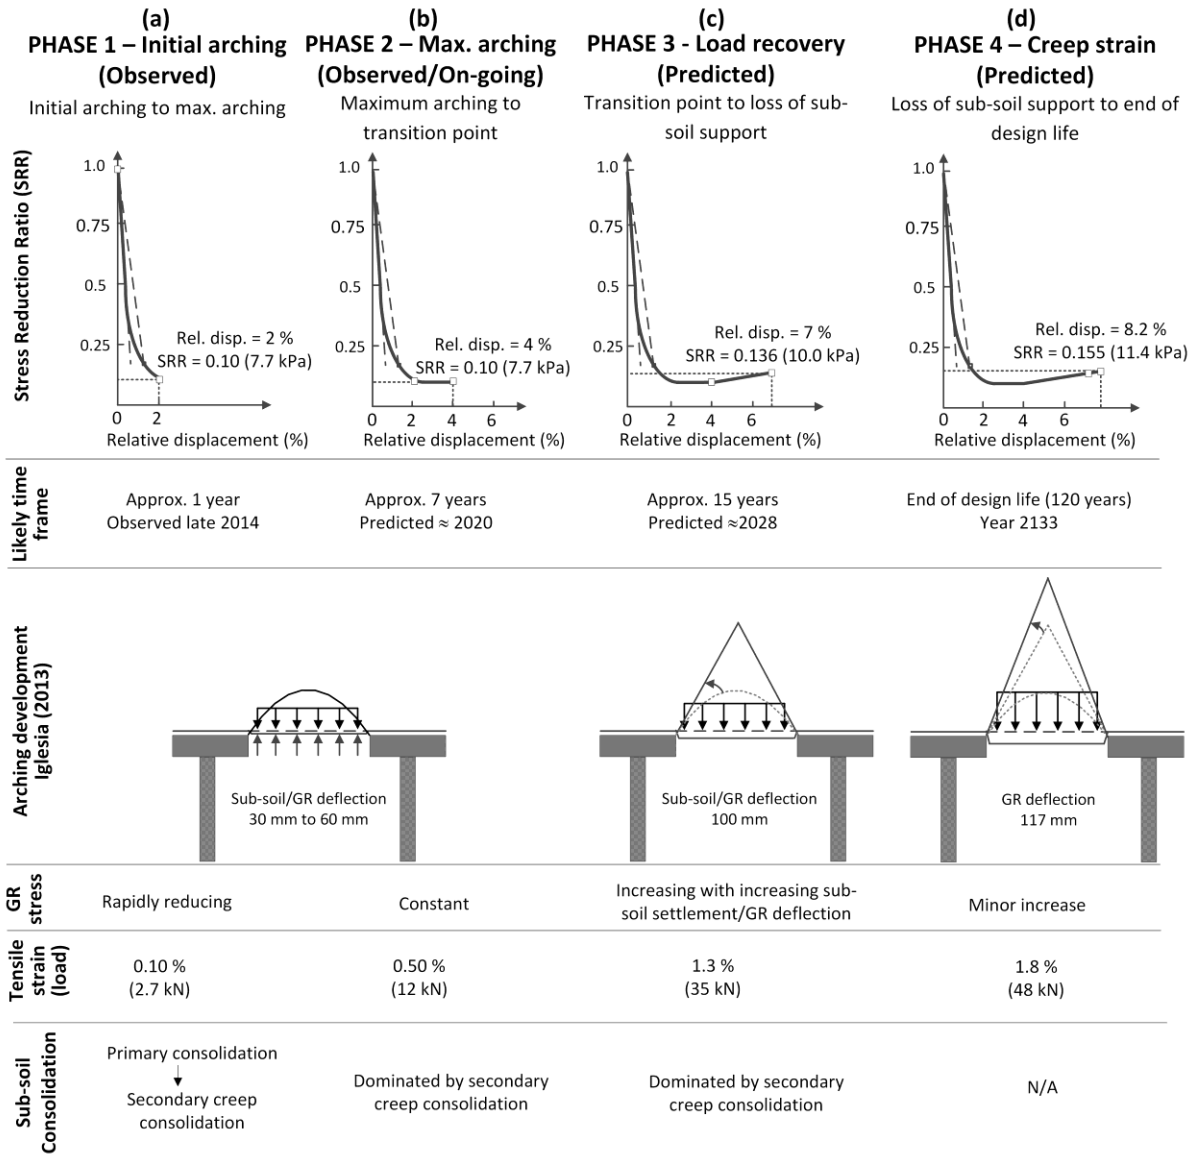 (a)
PHASE 1 – Initial arching
(Observed)
Initial arching to max. arching
(b)
PHASE 2 – Max. arching
(Observed/On-going)
Maximum arching to
transition point
(c)
PHASE 3 - Load recovery
(Predicted)
Transition point to loss of sub-
soil support
(d)
PHASE 4 – Creep strain
(Predicted)
Loss of sub-soil support to end of
design life
Stress Reduction Ratio (SRR)
1.0
0.75
0.5
0.25
Rel. disp. = 2 %
SRR = 0.10 (7.7 kPa)
0
2
Relative displacement (%)
1.0
0.75
0.5
0.25
Rel. disp. = 4 %
SRR = 0.10 (7.7 kPa)
0
2
4
6
Relative displacement (%)
1.0
0.75
0.5
0.25
Rel. disp. = 7 %
SRR = 0.136 (10.0 kPa)
0
2
4
6
Relative displacement (%)
1.0
0.75
0.5
0.25
Rel. disp. = 8.2 %
SRR = 0.155 (11.4 kPa)
0
2
4
6
Relative displacement (%)
Likely time
frame
Approx. 1 year
Observed late 2014
Approx. 7 years
Predicted ≈ 2020
Approx. 15 years
Predicted ≈2028
End of design life (120 years)
Year 2133
Arching development
Iglesia (2013)
Sub-soil/GR deflection
30 mm to 60 mm
Sub-soil/GR deflection
100 mm
GR deflection
117 mm
GR
stress
Rapidly reducing
Constant
Increasing with increasing sub-
soil settlement/GR deflection
Minor increase
Tensile
strain
(load)
0.10 %
(2.7 kN)
0.50 %
(12 kN)
1.3 %
(35 kN)
1.8 %
(48 kN)
Sub-soil
Consolidation
Primary consolidation
Secondary creep
consolidation
Dominated by secondary
creep consolidation
Dominated by secondary
creep consolidation
N/A